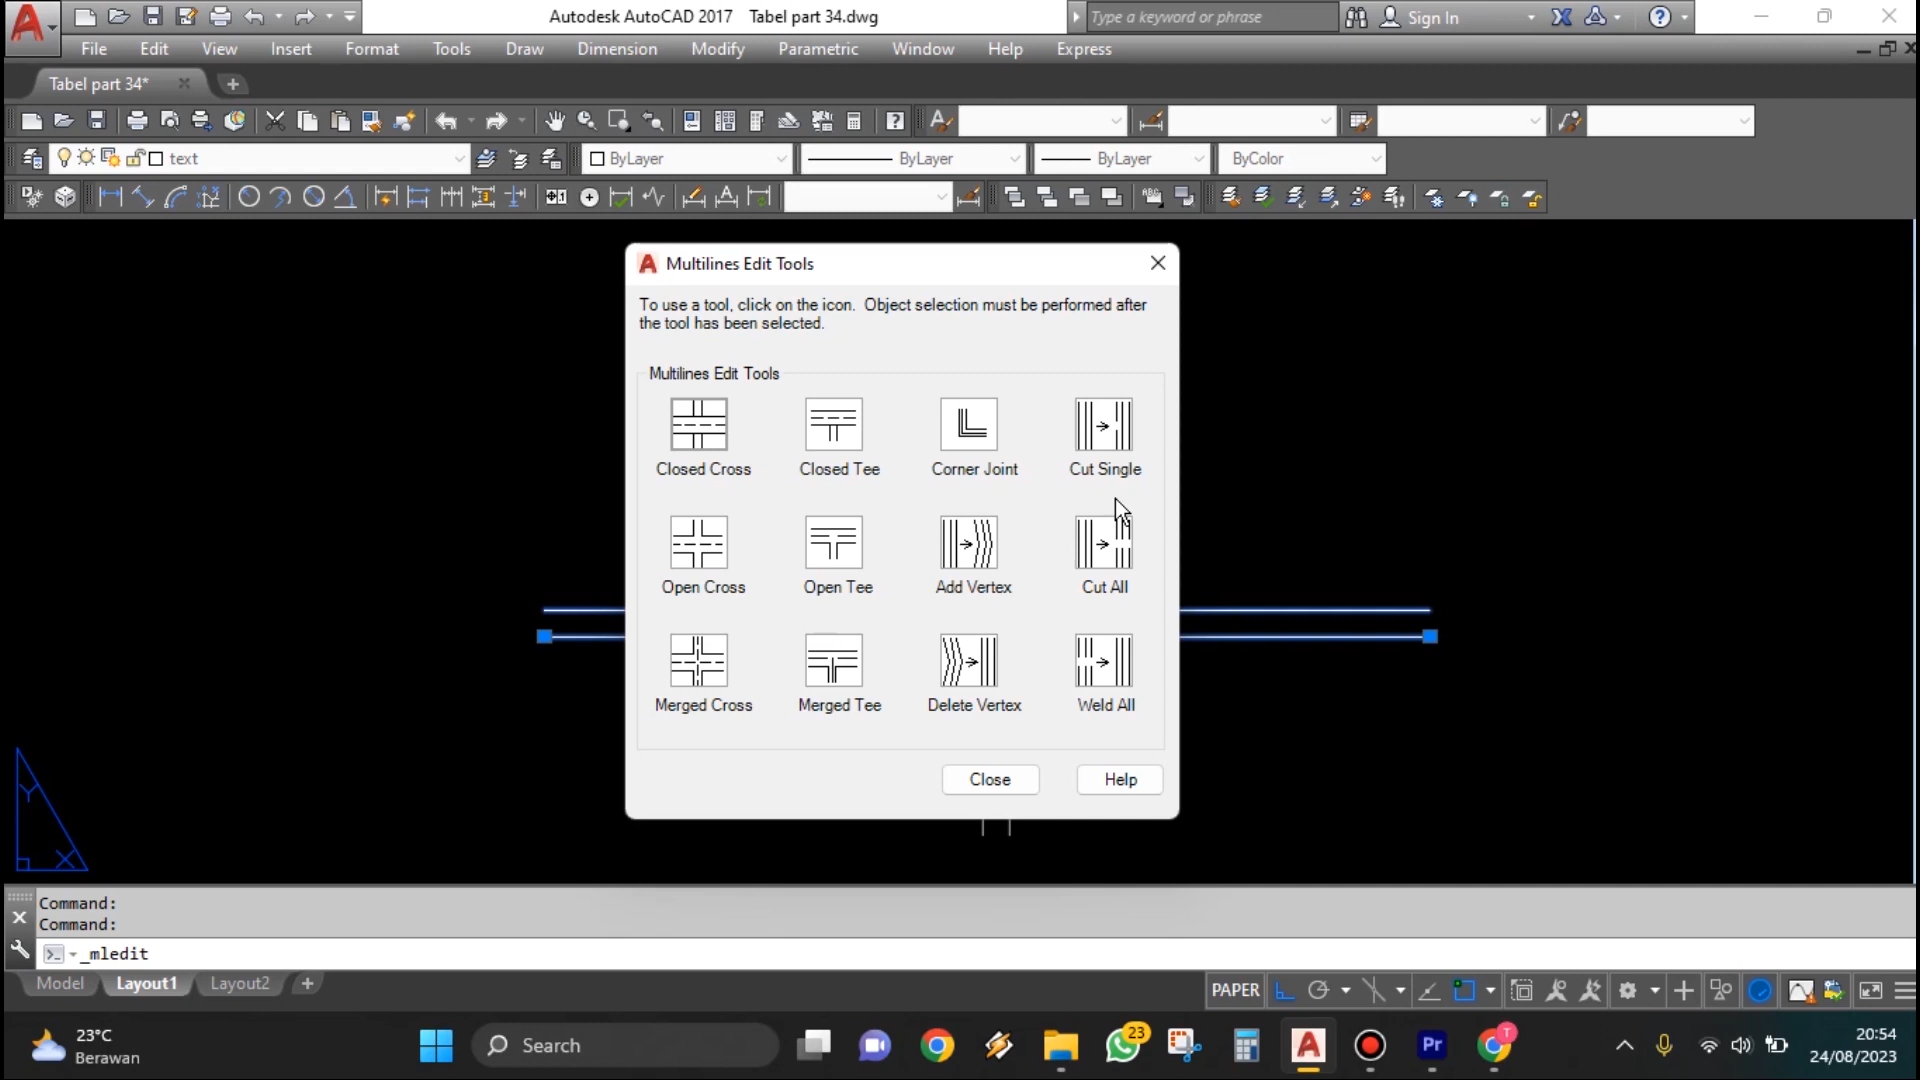 Autodesk AutoCAD 2017 Tabel part 34.dwg
Type a keyword or phrase
Sign In
File Edit View Insert Format Tools Draw Dimension Modify Parametric Window Help Express
Tabel part 34*
text
ByLayer
ByLayer
ByLayer
ByColor
Multilines Edit Tools
To use a tool, click on the icon. Object selection must be performed after
the tool has been selected.
Multilines Edit Tools
Closed Cross Closed Tee Corner Joint Cut Single
Open Cross Open Tee Add Vertex Cut All
Merged Cross Merged Tee Delete Vertex Weld All
Close Help
Y
X
Command:
Command:
_mledit
Model Layout1 Layout2
PAPER
23°C
Berawan
Search
23
Pr
T
20:54
24/08/2023